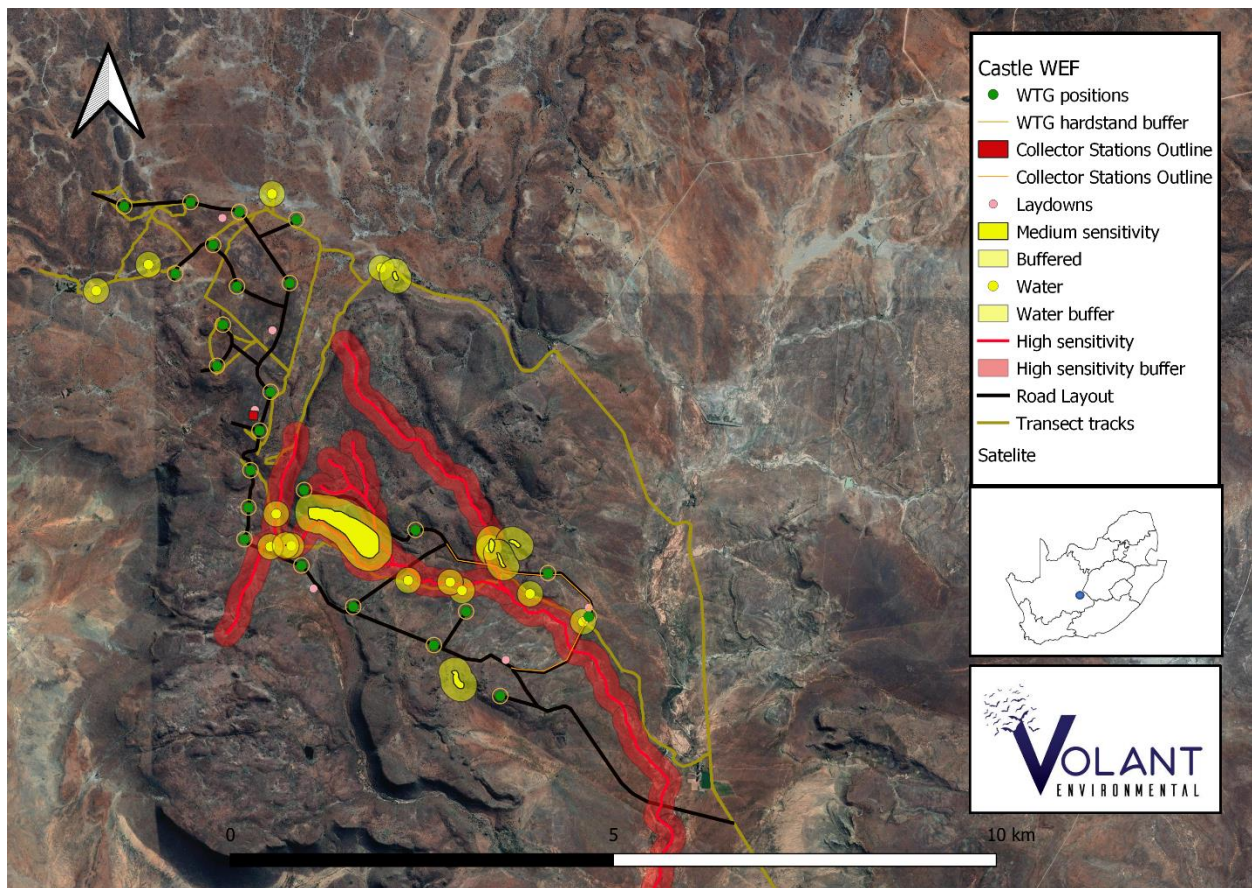 Castle WEF
WTG positions
WTG hardstand buffer
Collector Stations Outline
Collector Stations Outline
Laydowns
Medium sensitivity
Buffered
Water
Water buffer
High sensitivity
High sensitivity buffer
Road Layout
Transect tracks
Satelite
VOLANT
ENVIRONMENTAL
0
5
10 km